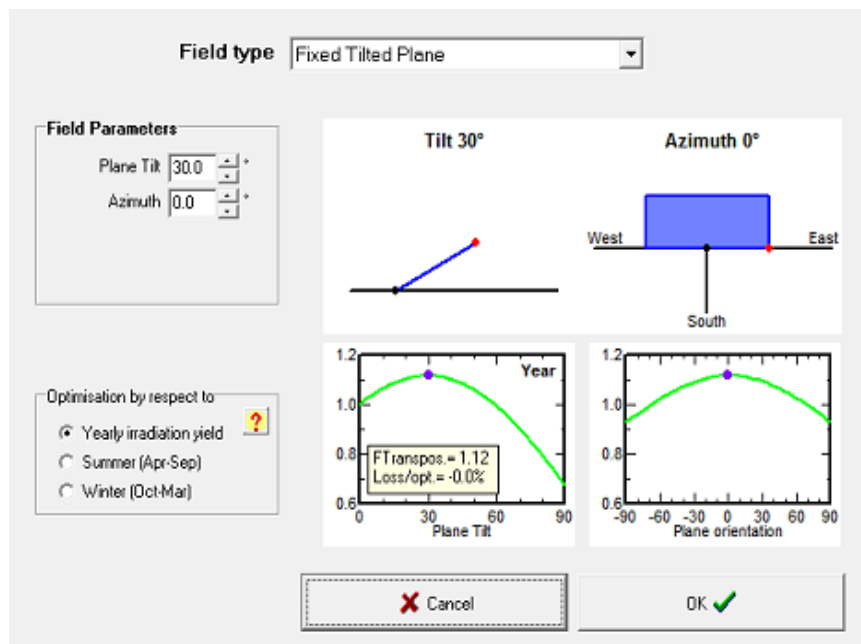 Field type Fixed Tilted Plane
Field Parameters
Plane Tilt 30.0 °
Azimuth 0.0 °
Tilt 30°
Azimuth 0°
West East
South
Optimisation by respect to
Yearly irradiation yield ?
Summer (Apr-Sep)
Winter (Oct-Mar)
1.2
1.0
0.8
0.6
Year
FTranspos.= 1.12
Loss/opt.= -0.0%
0 30 60 90
Plane Tilt
1.2
1.0
0.8
0.6
-90 -60 -30 0 30 60 90
Plane orientation
Cancel OK